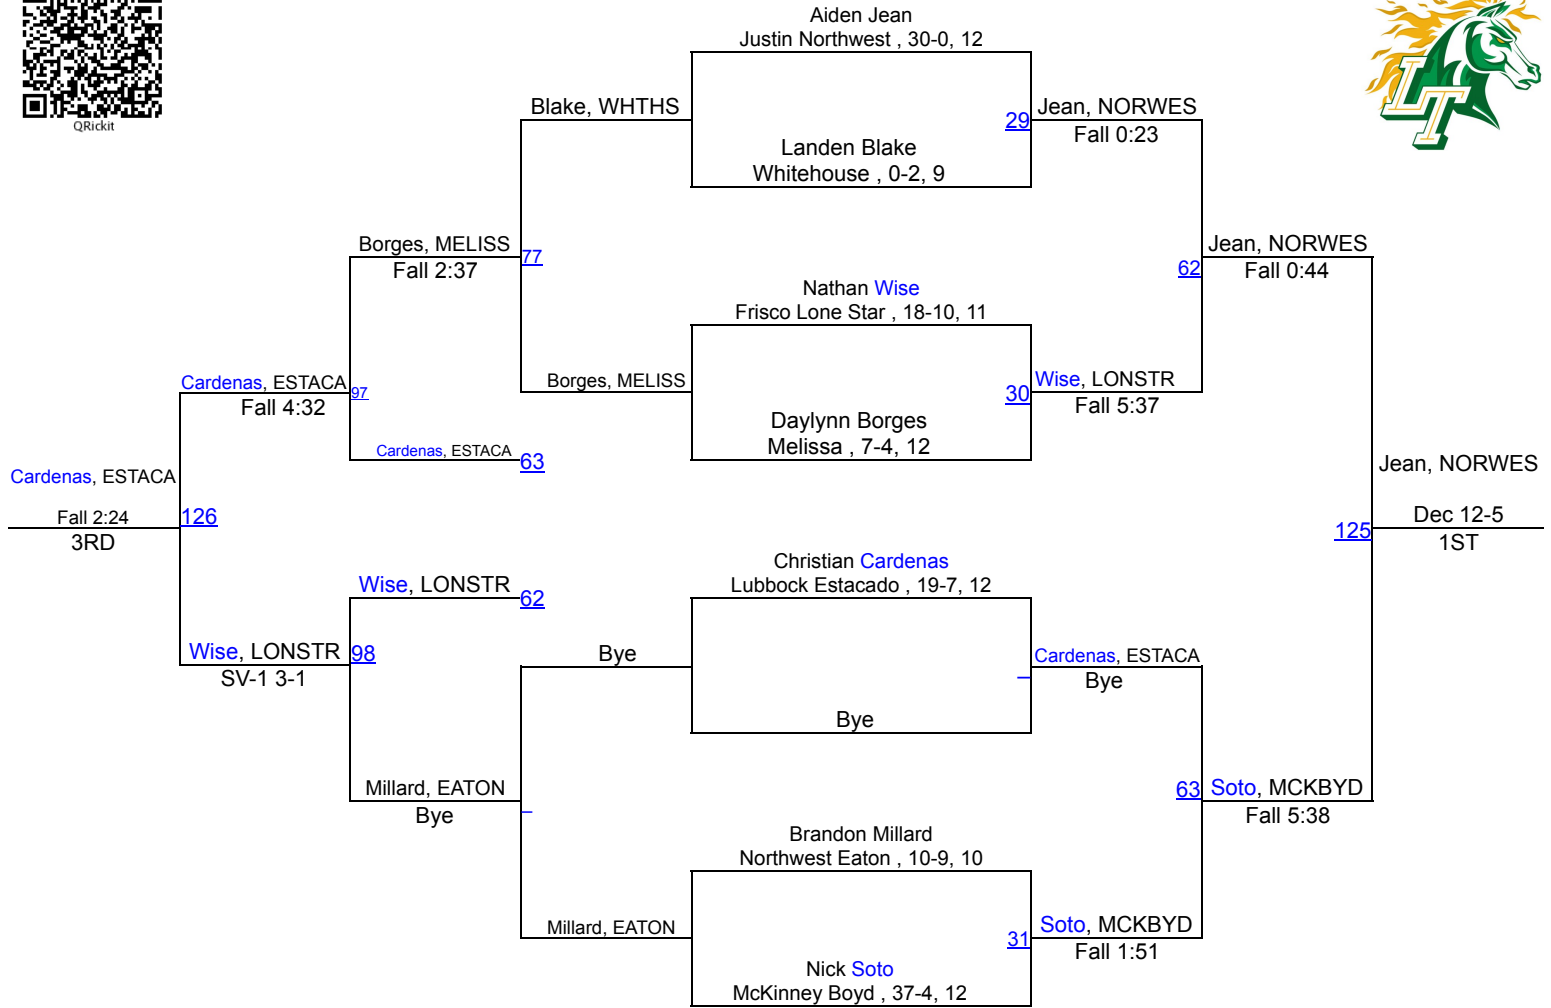 QRickit
LT
Aiden Jean
Justin Northwest , 30-0, 12
Blake, WHTHS
29
Jean, NORWES
Fall 0:23
Landen Blake
Whitehouse , 0-2, 9
Borges, MELISS
77
Fall 2:37
Jean, NORWES
62
Fall 0:44
Nathan Wise
Frisco Lone Star , 18-10, 11
Cardenas, ESTACA
97
Fall 4:32
Borges, MELISS
30
Wise, LONSTR
Fall 5:37
Daylynn Borges
Melissa , 7-4, 12
Cardenas, ESTACA
63
Cardenas, ESTACA
126
Fall 2:24
3RD
Jean, NORWES
125
Dec 12-5
1ST
Christian Cardenas
Lubbock Estacado , 19-7, 12
Wise, LONSTR
62
Wise, LONSTR
98
SV-1 3-1
Bye
Cardenas, ESTACA
Bye
Bye
Millard, EATON
Bye
63
Soto, MCKBYD
Fall 5:38
Brandon Millard
Northwest Eaton , 10-9, 10
Millard, EATON
31
Soto, MCKBYD
Fall 1:51
Nick Soto
McKinney Boyd , 37-4, 12